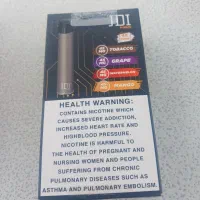 JDI
TOBACCO
GRAPE
WATERMELON
MANGO
HEALTH WARNING:
CONTAINS NICOTINE WHICH
CAUSES SEVERE ADDICTION,
INCREASED HEART RAYE AND
HIGHBLOOD PRESSURE.
NICOTINE IS HARMFUL TO
THE HEALTH OF PREGNANT AND
NURSING WOMEN AND PEOPLE
SUFFERING FROM CHRONIC
PULMONARY DISEASES SUCH AS
ASTHMA AND PULMONARY EMBOLISM.